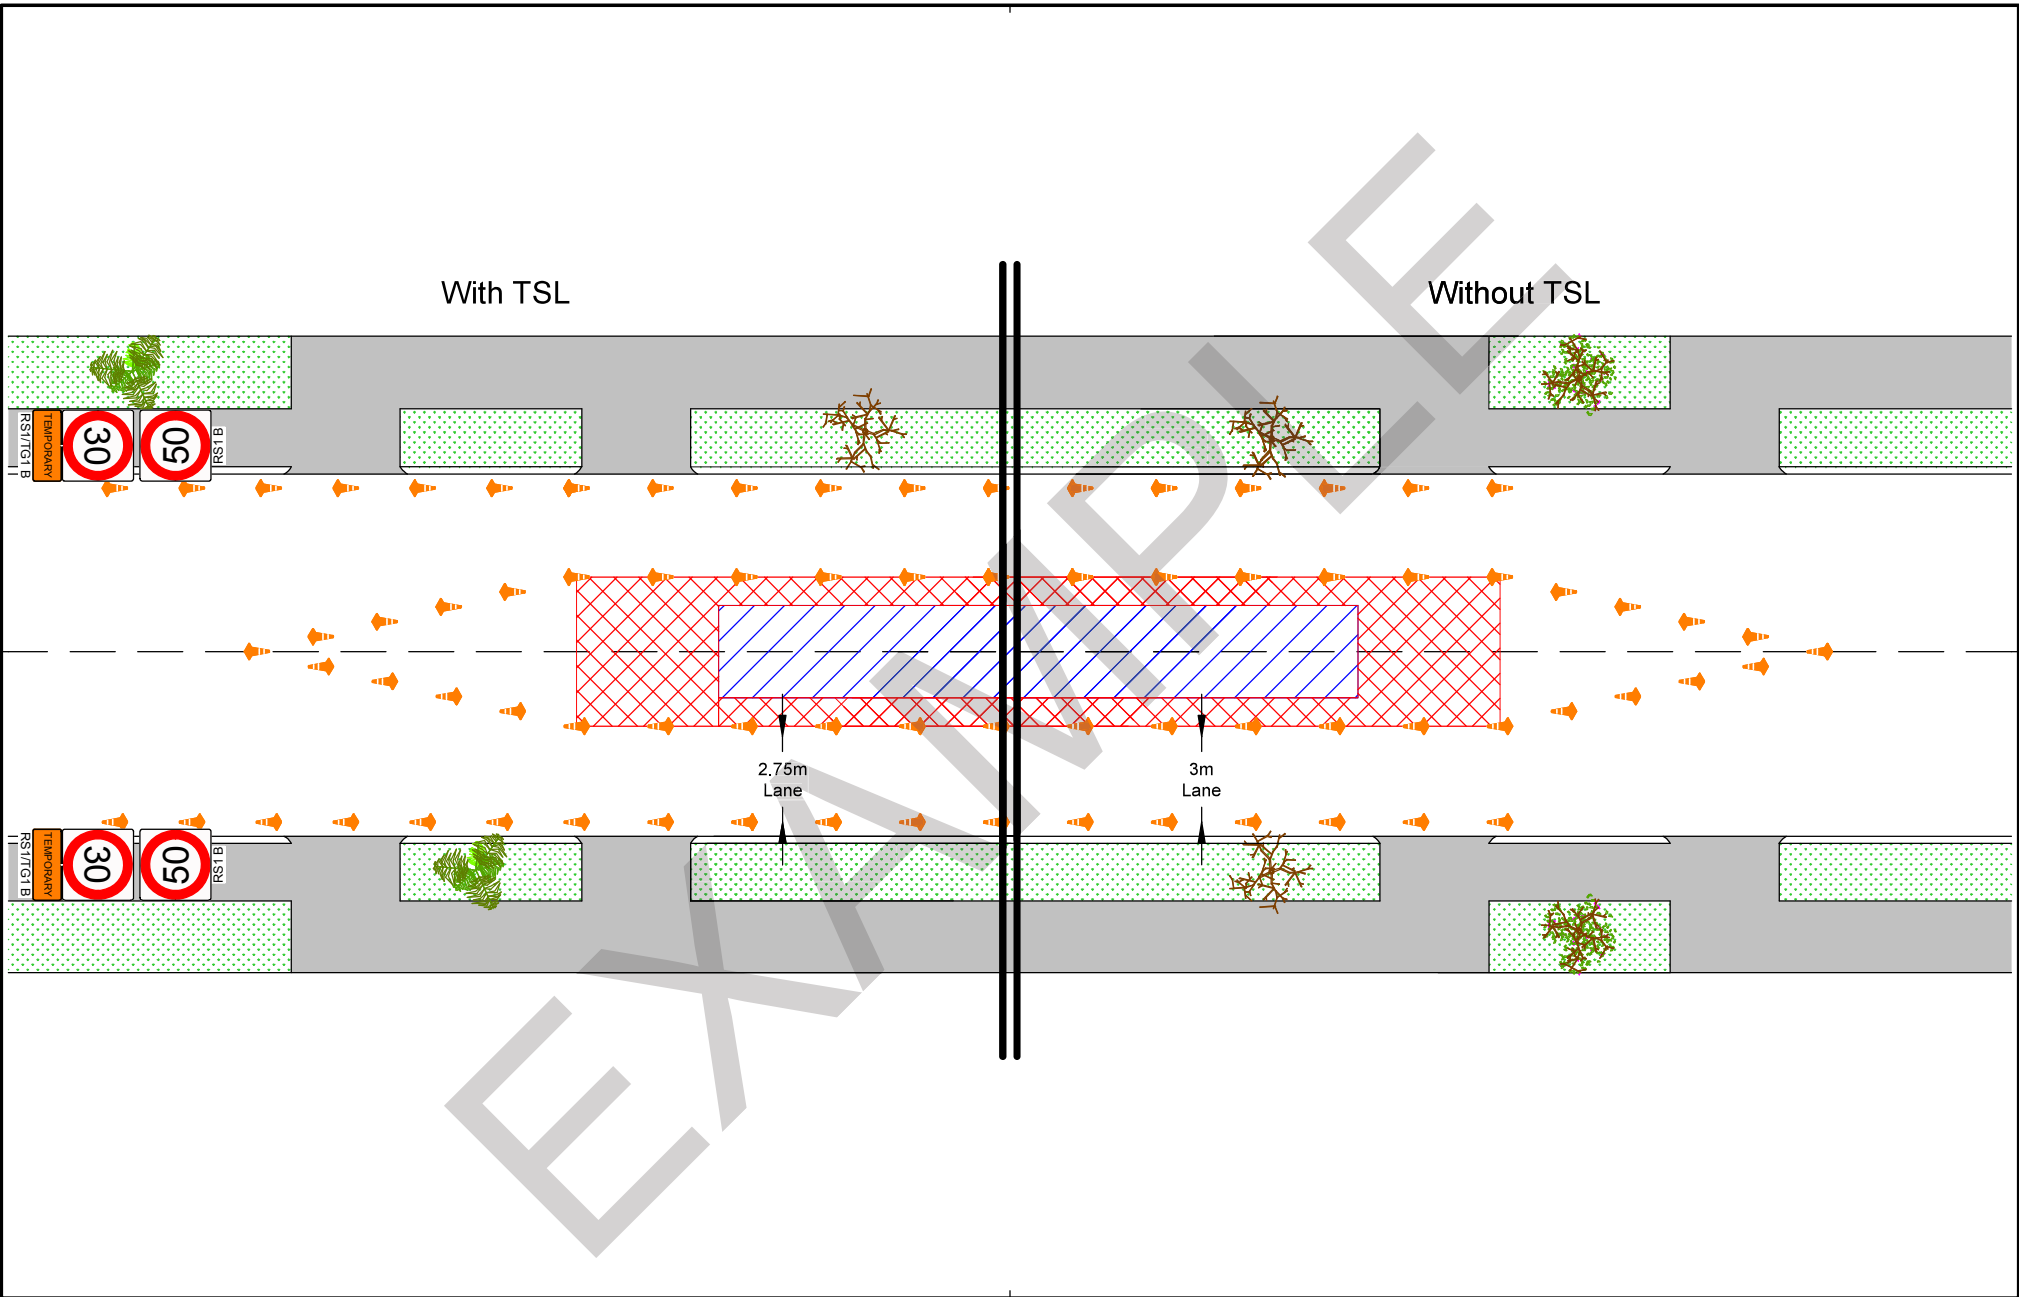 With TSL
Without TSL
RS1/TG1 B
TEMPORARY
30
50
RS1 B
2.75m
Lane
3m
Lane
RS1/TG1 B
TEMPORARY
30
50
RS1 B
EXAMPLE